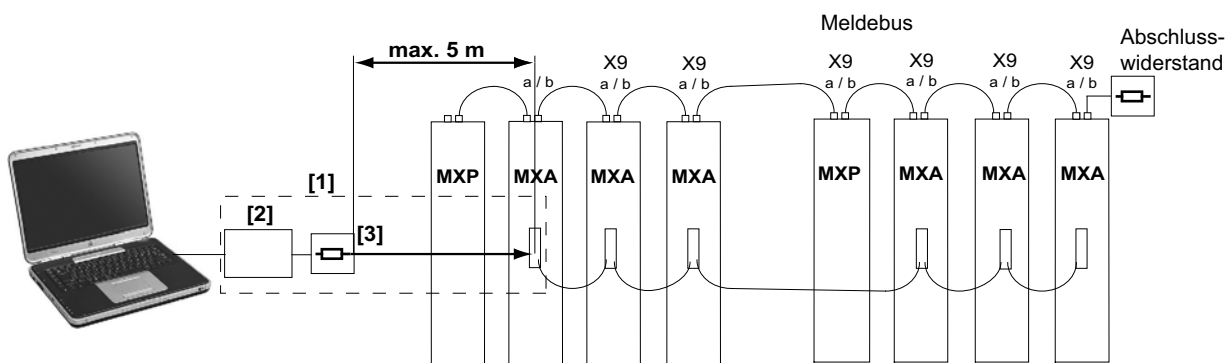 Meldebus
Abschluss-
widerstand
max. 5 m
a / b
X9
a / b
X9
a / b
X9
a / b
X9
a / b
X9
a / b
MXP
MXA
MXA
MXA
MXP
MXA
MXA
MXA
[1]
[2]
[3]